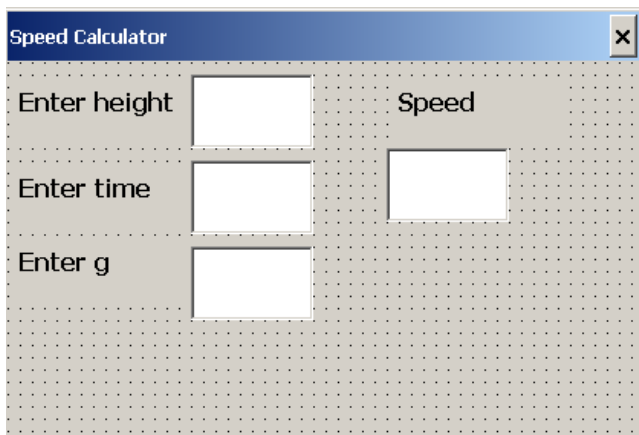 Speed Calculator
Enter height
Speed
Enter time
Enter g